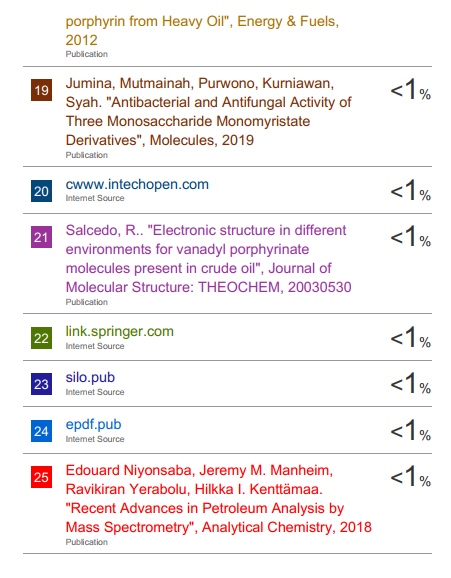 porphyrin from Heavy Oil", Energy & Fuels,
2012
Publication
19
Jumina, Mutmainah, Purwono, Kurniawan,
Syah. "Antibacterial and Antifungal Activity of
Three Monosaccharide Monomyristate
Derivatives", Molecules, 2019
Publication
<1%
20
cwww.intechopen.com
Internet Source
<1%
21
Salcedo, R.. "Electronic structure in different
environments for vanadyl porphyrinate
molecules present in crude oil", Journal of
Molecular Structure: THEOCHEM, 20030530
Publication
<1%
22
link.springer.com
Internet Source
<1%
23
silo.pub
Internet Source
<1%
24
epdf.pub
Internet Source
<1%
25
Edouard Niyonsaba, Jeremy M. Manheim,
Ravikiran Yerabolu, Hilkka I. Kenttämaa.
"Recent Advances in Petroleum Analysis by
Mass Spectrometry", Analytical Chemistry, 2018
Publication
<1%